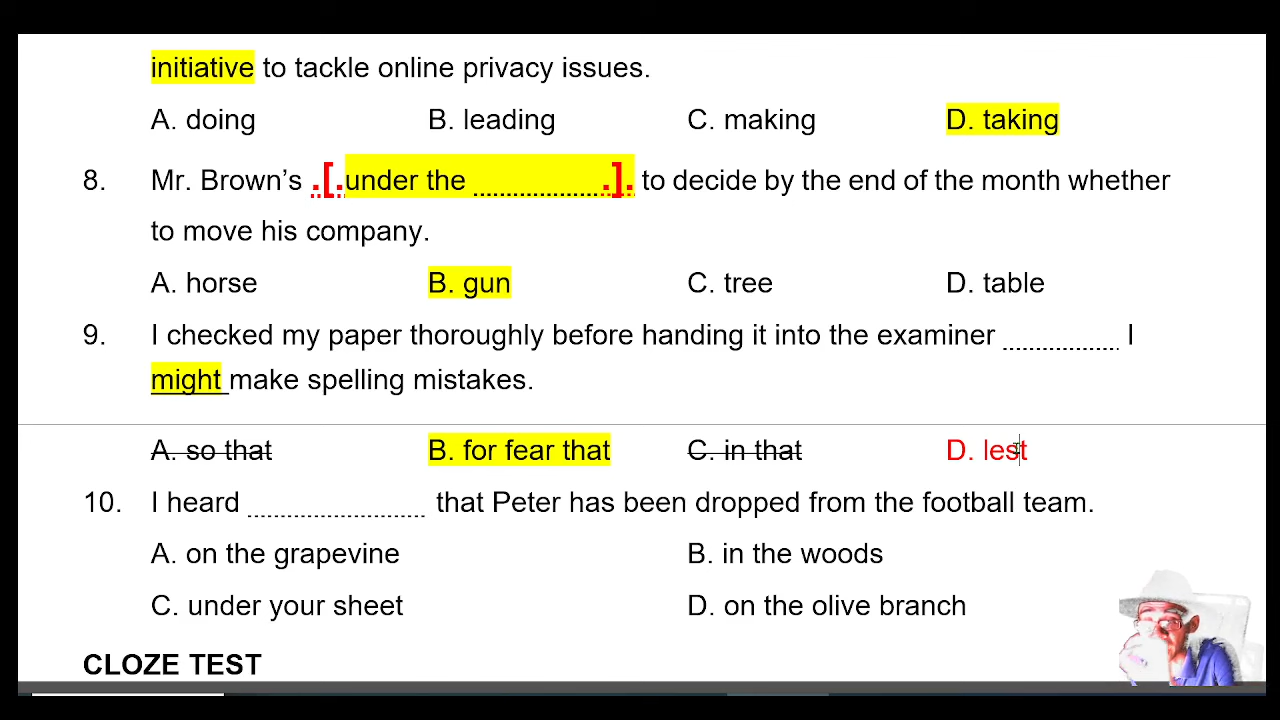 initiative to tackle online privacy issues.
A. doing B. leading C. making D. taking
8. Mr. Brown’s .[.under the ....................].  to decide by the end of the month whether
to move his company.
A. horse B. gun C. tree D. table
9. I checked my paper thoroughly before handing it into the examiner .................. I
might make spelling mistakes.
A. so that B. for fear that C. in that D. lest
10. I heard ........................... that Peter has been dropped from the football team.
A. on the grapevine B. in the woods
C. under your sheet D. on the olive branch
CLOZE TEST